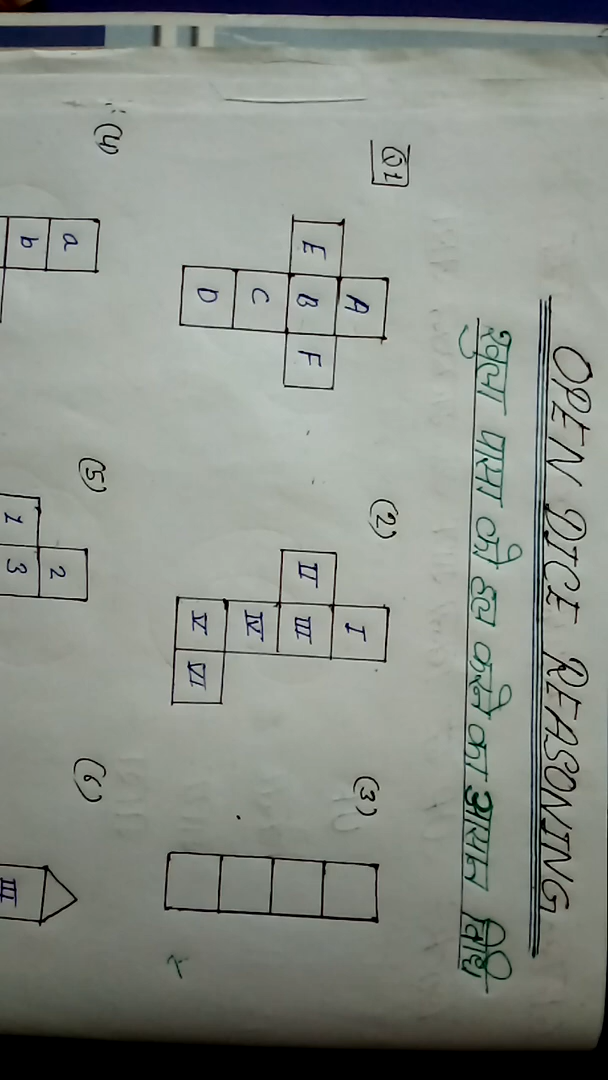 OPEN DICE REASONING
खुला पासा को हल करने का आसान विधि
Q1
A
E B F
C
D
(2)
I
II III
IV
V VI
(3)
(4)
a
b
(5)
2
1 3
(6)
III